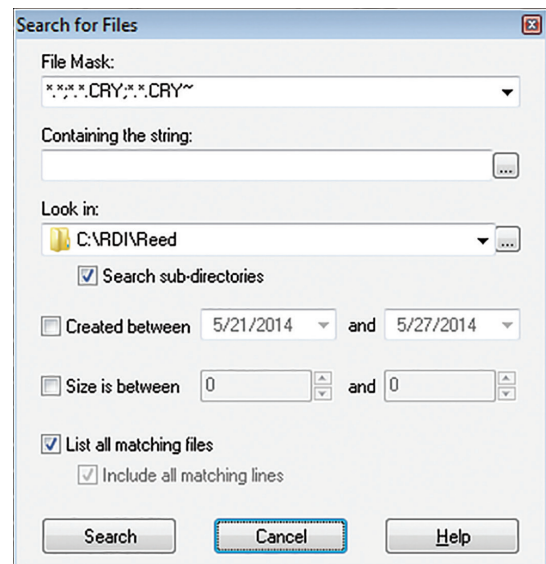 Search for Files
File Mask:
*.*;*.*.CRY;*.*.CRY~
Containing the string:
...
Look in:
C:\RDI\Reed
...
Search sub-directories
Created between 5/21/2014 and 5/27/2014
Size is between 0 and 0
List all matching files
Include all matching lines
Search Cancel Help